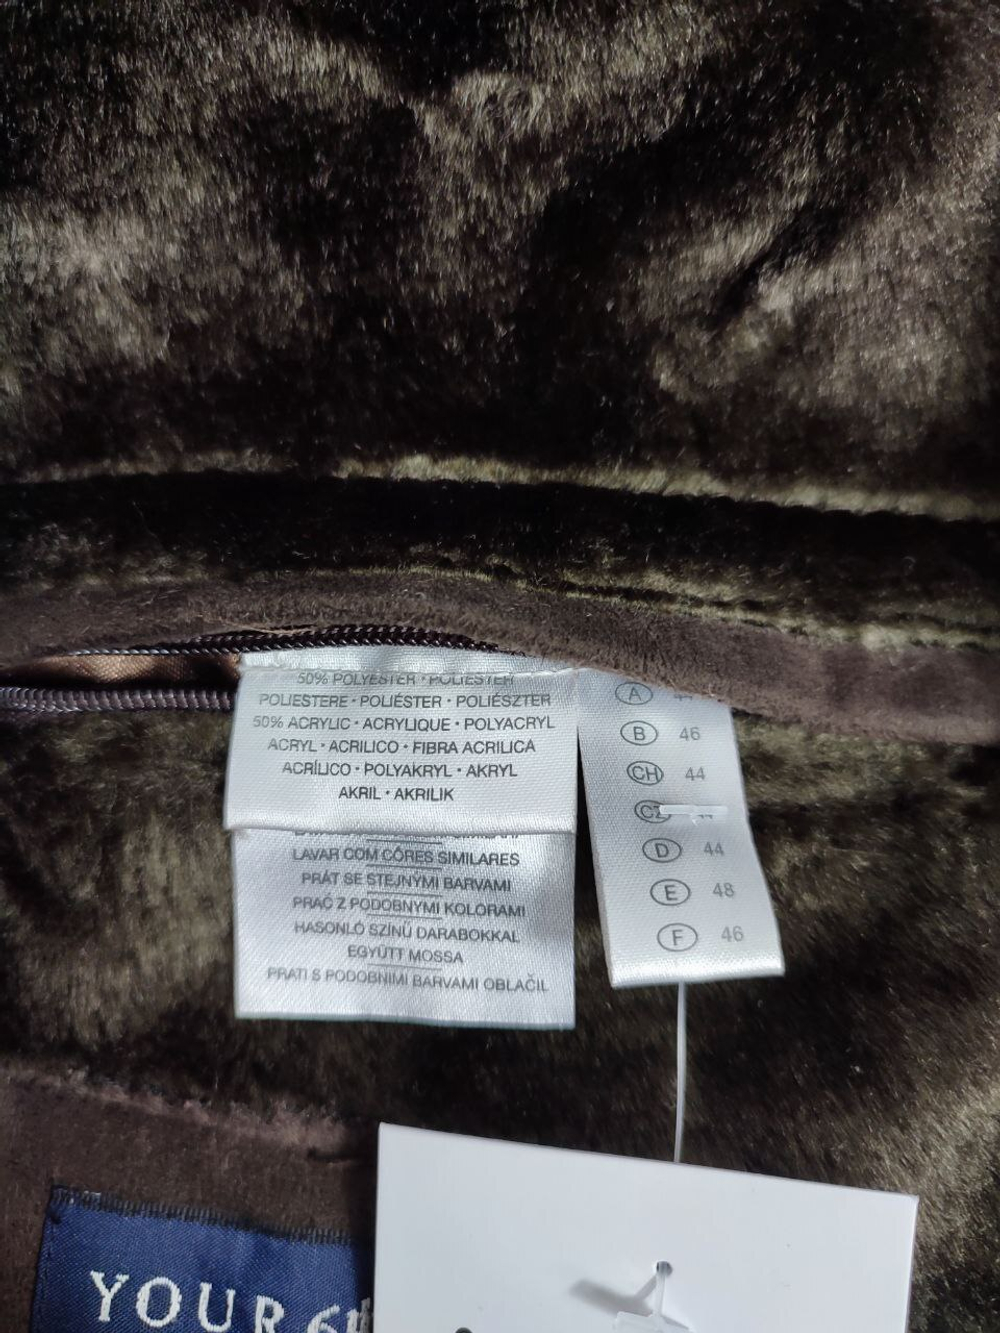 50% POLYESTER • POLIESTER
POLIESTERE • POLIÉSTER • POLIÉSZTER
50% ACRYLIC • ACRYLIQUE • POLYACRYL
ACRYL • ACRILICO • FIBRA ACRILICA
ACRÍLICO • POLYAKRYL • AKRYL
AKRIL • AKRILIK
LAVAR COM CÔRES SIMILARES
PRÁT SE STEJNÝMI BARVAMI
PRAĆ Z PODOBNYMI KOLORAMI
HASONLÓ SZÍNŰ DARABOKKAL
EGYÜTT MOSSA
PRATI S PODOBNIMI BARVAMI OBLAČIL
A
B 46
CH 44
CZ
D 44
E 48
F 46
YOUR